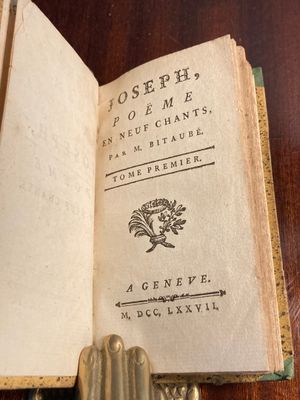 JOSEPH,
POËME
EN NEUF CHANTS,
PAR M. BITAUBÉ.
TOME PREMIER.
A GENEVE.
M, DCC, LXXVII,